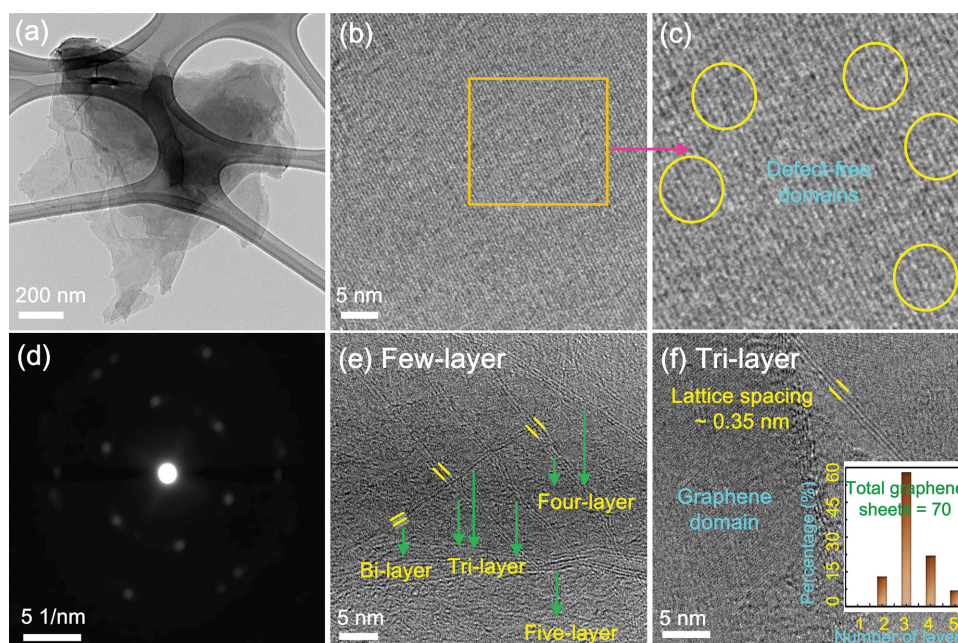 (a)
200 nm
(b)
5 nm
(c)
Defect-free
domains
(d)
5 1/nm
(e) Few-layer
Four-layer
Bi-layer
Tri-layer
Five-layer
5 nm
(f) Tri-layer
Lattice spacing
~ 0.35 nm
Graphene
domain
5 nm
Total graphene
sheets = 70
Percentage (%)
60
45
30
15
0
1 2 3 4 5
Number of layer